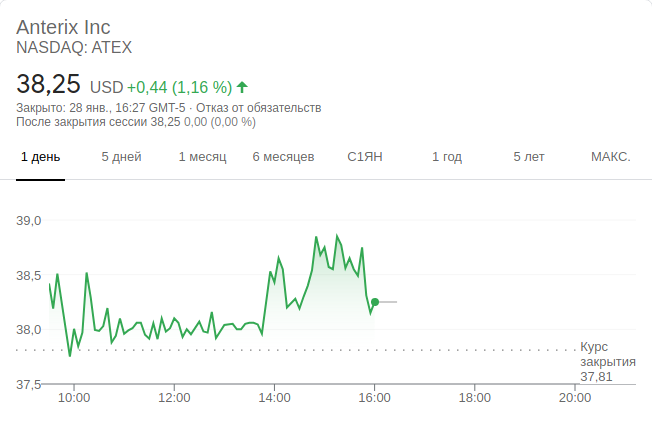 Anterix Inc
NASDAQ: ATEX
38,25 USD +0,44 (1,16 %)
Закрыто: 28 янв., 16:27 GMT-5 · Отказ от обязательств
После закрытия сессии 38,25 0,00 (0,00 %)
1 день 5 дней 1 месяц 6 месяцев С1ЯН 1 год 5 лет МАКС.
39,0
38,5
38,0
Курс
закрытия
37,81
37,5
10:00 12:00 14:00 16:00 18:00 20:00